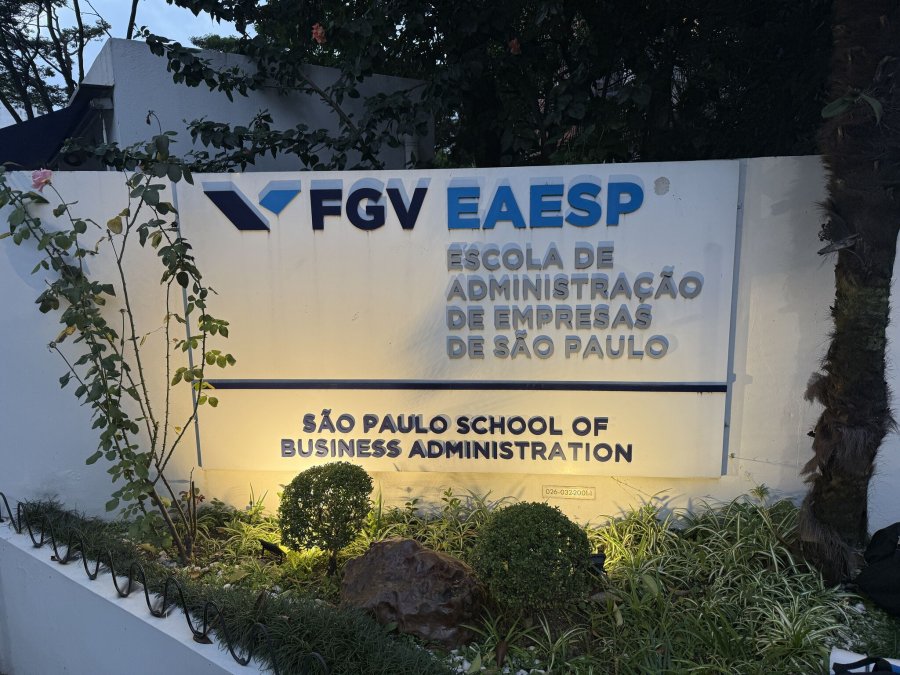 FGV EAESP
ESCOLA DE
ADMINISTRAÇÃO
DE EMPRESAS
DE SÃO PAULO
SÃO PAULO SCHOOL OF
BUSINESS ADMINISTRATION